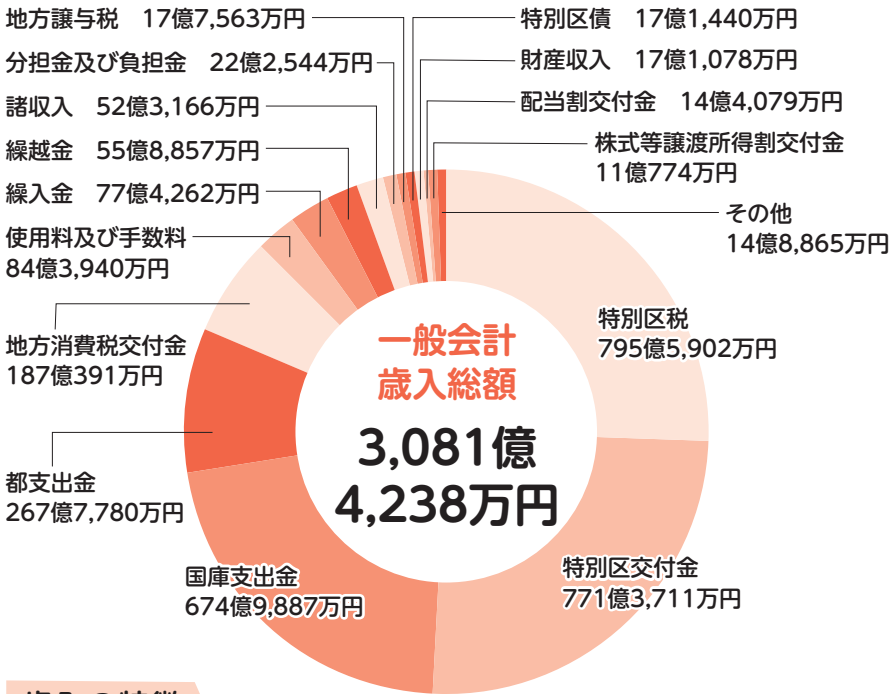 地方譲与税 17億7,563万円
分担金及び負担金 22億2,544万円
諸収入 52億3,166万円
繰越金 55億8,857万円
繰入金 77億4,262万円
使用料及び手数料
84億3,940万円
地方消費税交付金
187億391万円
都支出金
267億7,780万円
国庫支出金
674億9,887万円
特別区債 17億1,440万円
財産収入 17億1,078万円
配当割交付金 14億4,079万円
株式等譲渡所得割交付金
11億774万円
その他
14億8,865万円
特別区税
795億5,902万円
特別区交付金
771億3,711万円
一般会計
歳入総額
3,081億
4,238万円